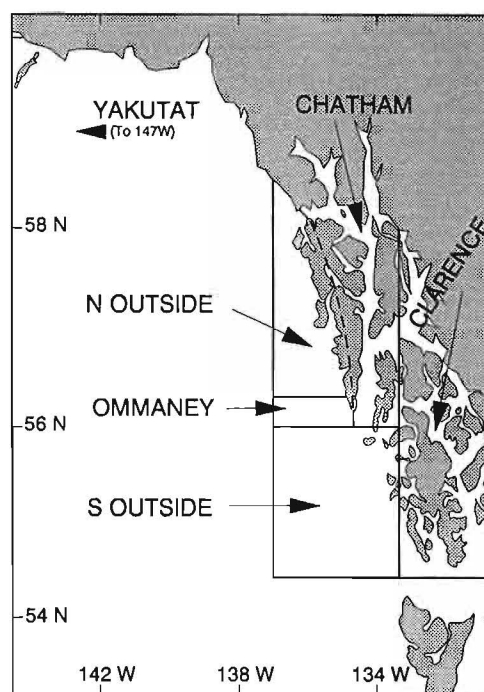 YAKUTAT
(To 147W)
CHATHAM
58 N
CLARENCE
N OUTSIDE
OMMANEY
56 N
S OUTSIDE
54 N
142 W
138 W
134 W